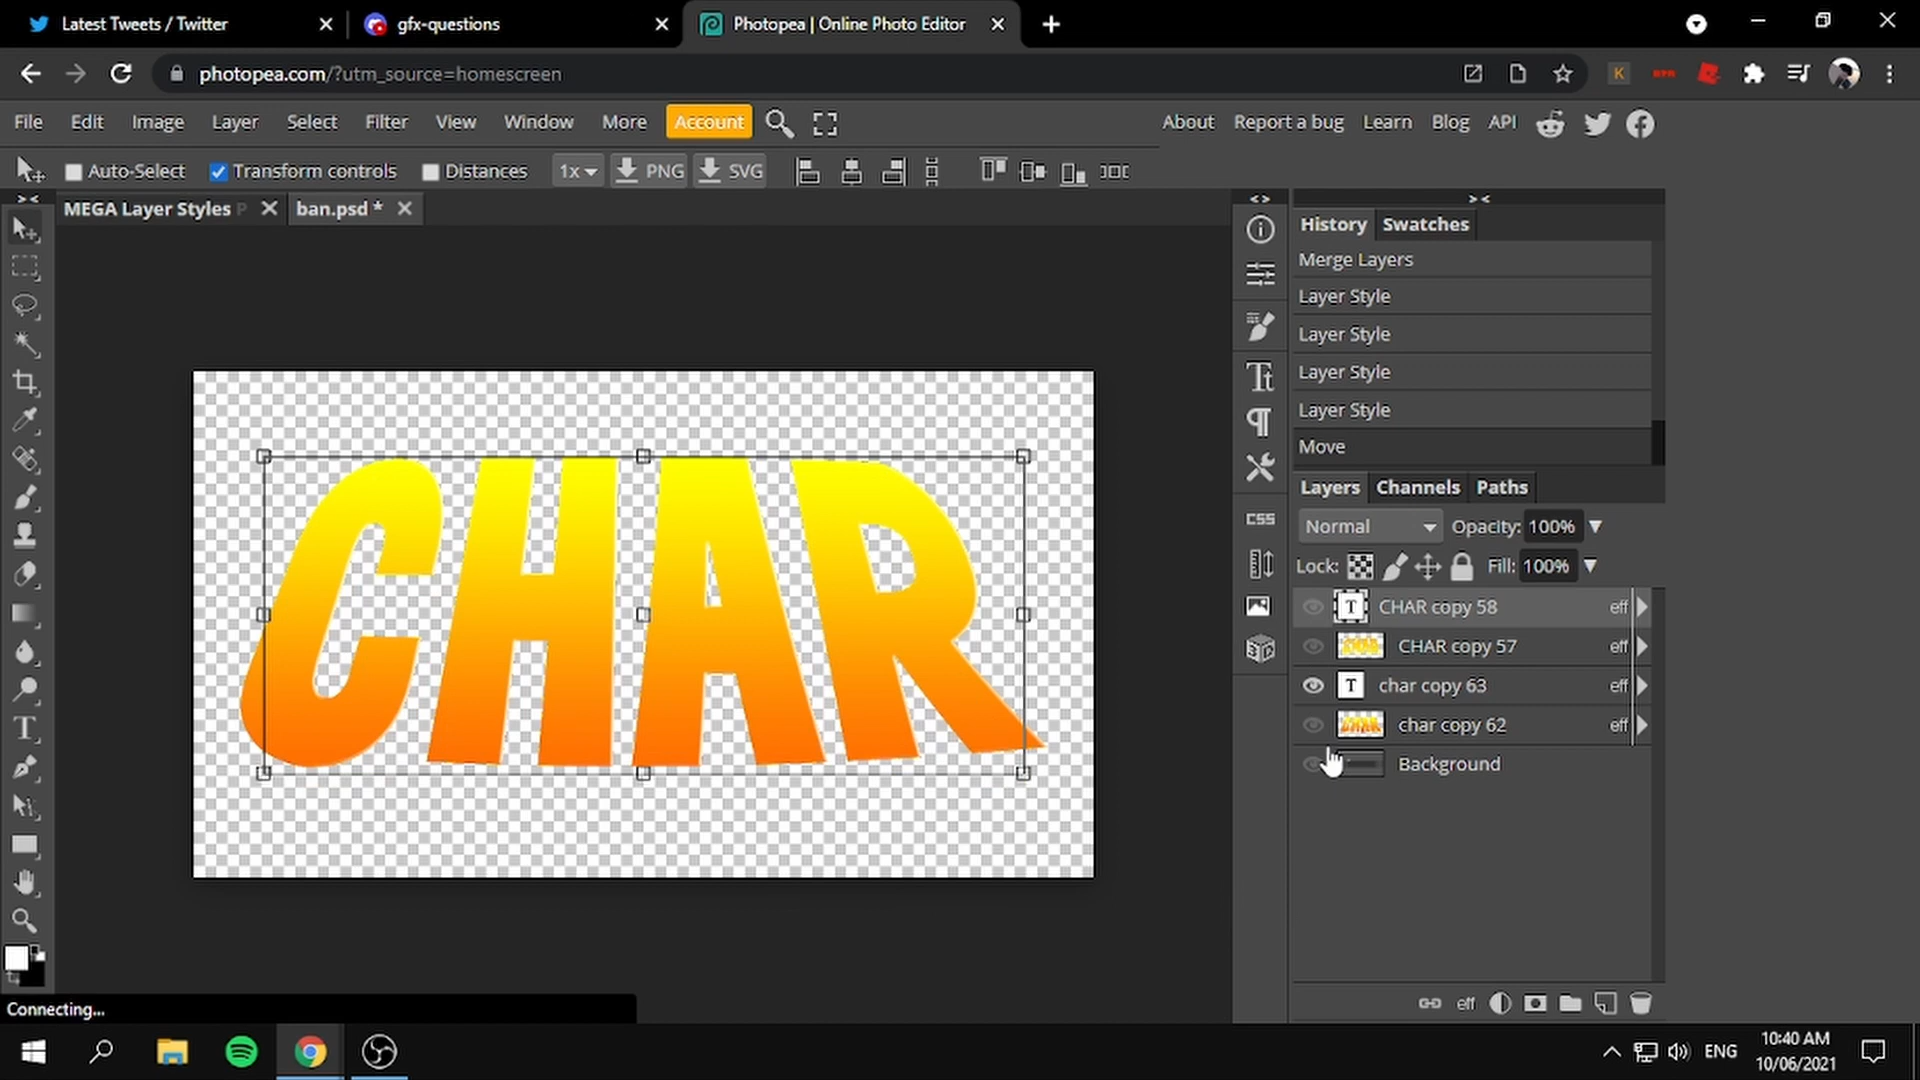 Latest Tweets / Twitter
gfx-questions
Photopea | Online Photo Editor
photopea.com/?utm_source=homescreen
File Edit Image Layer Select Filter View Window More Account
About Report a bug Learn Blog API
Auto-Select Transform controls Distances 1x PNG SVG
MEGA Layer Styles P
ban.psd *
History Swatches
Merge Layers
Layer Style
Layer Style
Layer Style
Layer Style
Move
Layers Channels Paths
Normal Opacity: 100%
Lock: Fill: 100%
CHAR copy 58 eff
CHAR copy 57 eff
char copy 63 eff
char copy 62 eff
Background
CSS
CHAR
eff
Connecting...
ENG
10:40 AM
10/06/2021